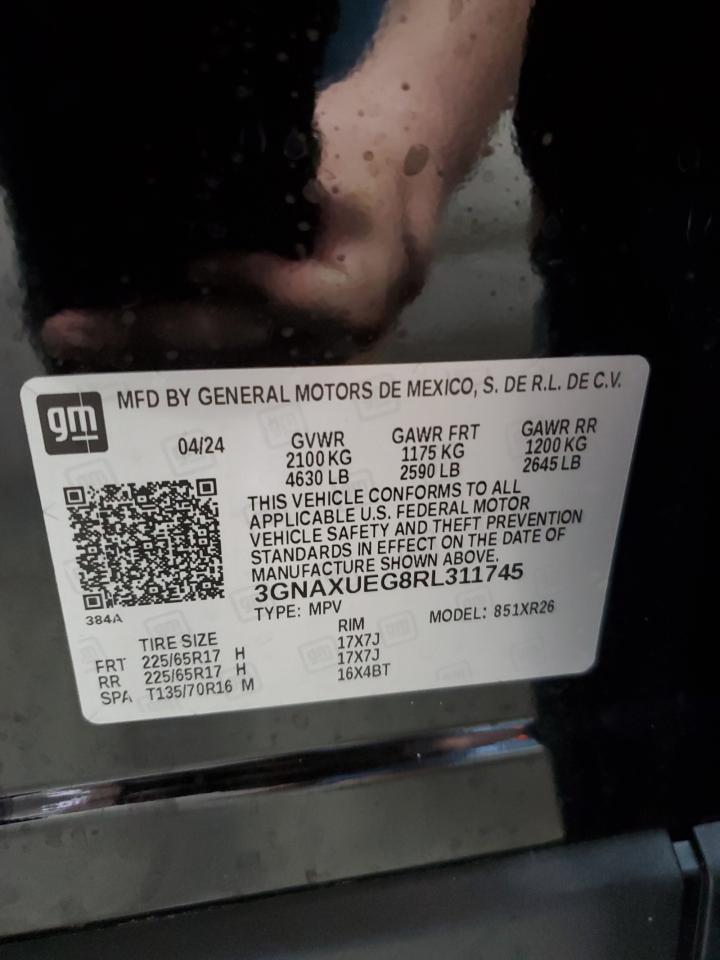 gm
MFD BY GENERAL MOTORS DE MEXICO, S. DE R.L. DE C.V.
04/24 GVWR GAWR FRT GAWR RR
2100 KG 1175 KG 1200 KG
4630 LB 2590 LB 2645 LB
THIS VEHICLE CONFORMS TO ALL
APPLICABLE U.S. FEDERAL MOTOR
VEHICLE SAFETY AND THEFT PREVENTION
STANDARDS IN EFFECT ON THE DATE OF
MANUFACTURE SHOWN ABOVE.
3GNAXUEG8RL311745
384A
TYPE: MPV MODEL: 851XR26
TIRE SIZE RIM
FRT 225/65R17 H 17X7J
RR 225/65R17 H 17X7J
SPA T135/70R16 M 16X4BT